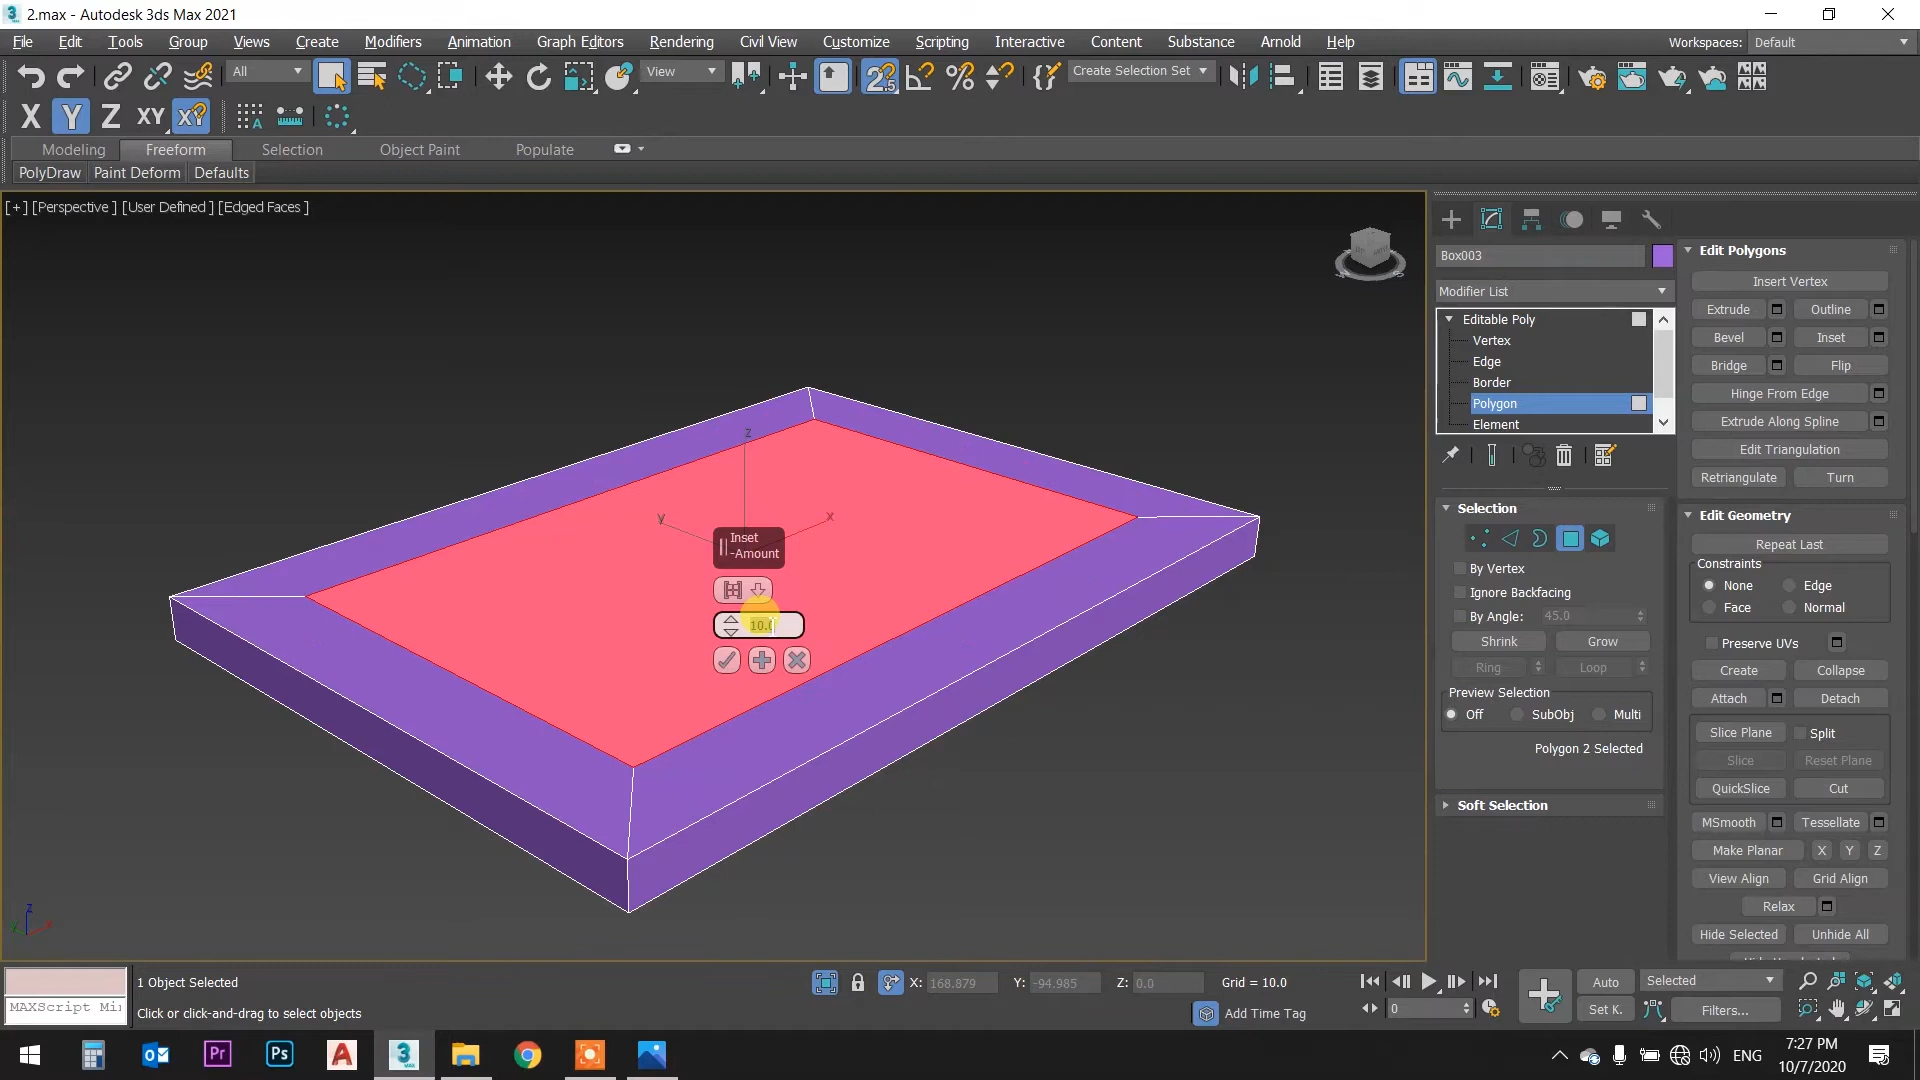 2.max - Autodesk 3ds Max 2021
File Edit Tools Group Views Create Modifiers Animation Graph Editors Rendering Civil View Customize Scripting Interactive Content Substance Arnold Help
Workspaces: Default
All
View
Create Selection Set
X Y Z XY
Modeling Freeform Selection Object Paint Populate
PolyDraw Paint Deform Defaults
[+] [Perspective ] [User Defined ] [Edged Faces ]
z
y
x
Inset
-Amount
10.0
Box003
Modifier List
Editable Poly
Vertex
Edge
Border
Polygon
Element
Selection
By Vertex
Ignore Backfacing
By Angle: 45.0
Shrink Grow
Ring Loop
Preview Selection
Off SubObj Multi
Polygon 2 Selected
Soft Selection
Edit Polygons
Insert Vertex
Extrude Outline
Bevel Inset
Bridge Flip
Hinge From Edge
Extrude Along Spline
Edit Triangulation
Retriangulate Turn
Edit Geometry
Repeat Last
Constraints
None Edge
Face Normal
Preserve UVs
Create Collapse
Attach Detach
Slice Plane Split
Slice Reset Plane
QuickSlice Cut
MSmooth Tessellate
Make Planar X Y Z
View Align Grid Align
Relax
Hide Selected Unhide All
MAXScript Mi
1 Object Selected
Click or click-and-drag to select objects
X: 168.879 Y: -94.985 Z: 0.0 Grid = 10.0
Add Time Tag
0
Auto Selected
Set K. Filters...
ENG
7:27 PM
10/7/2020